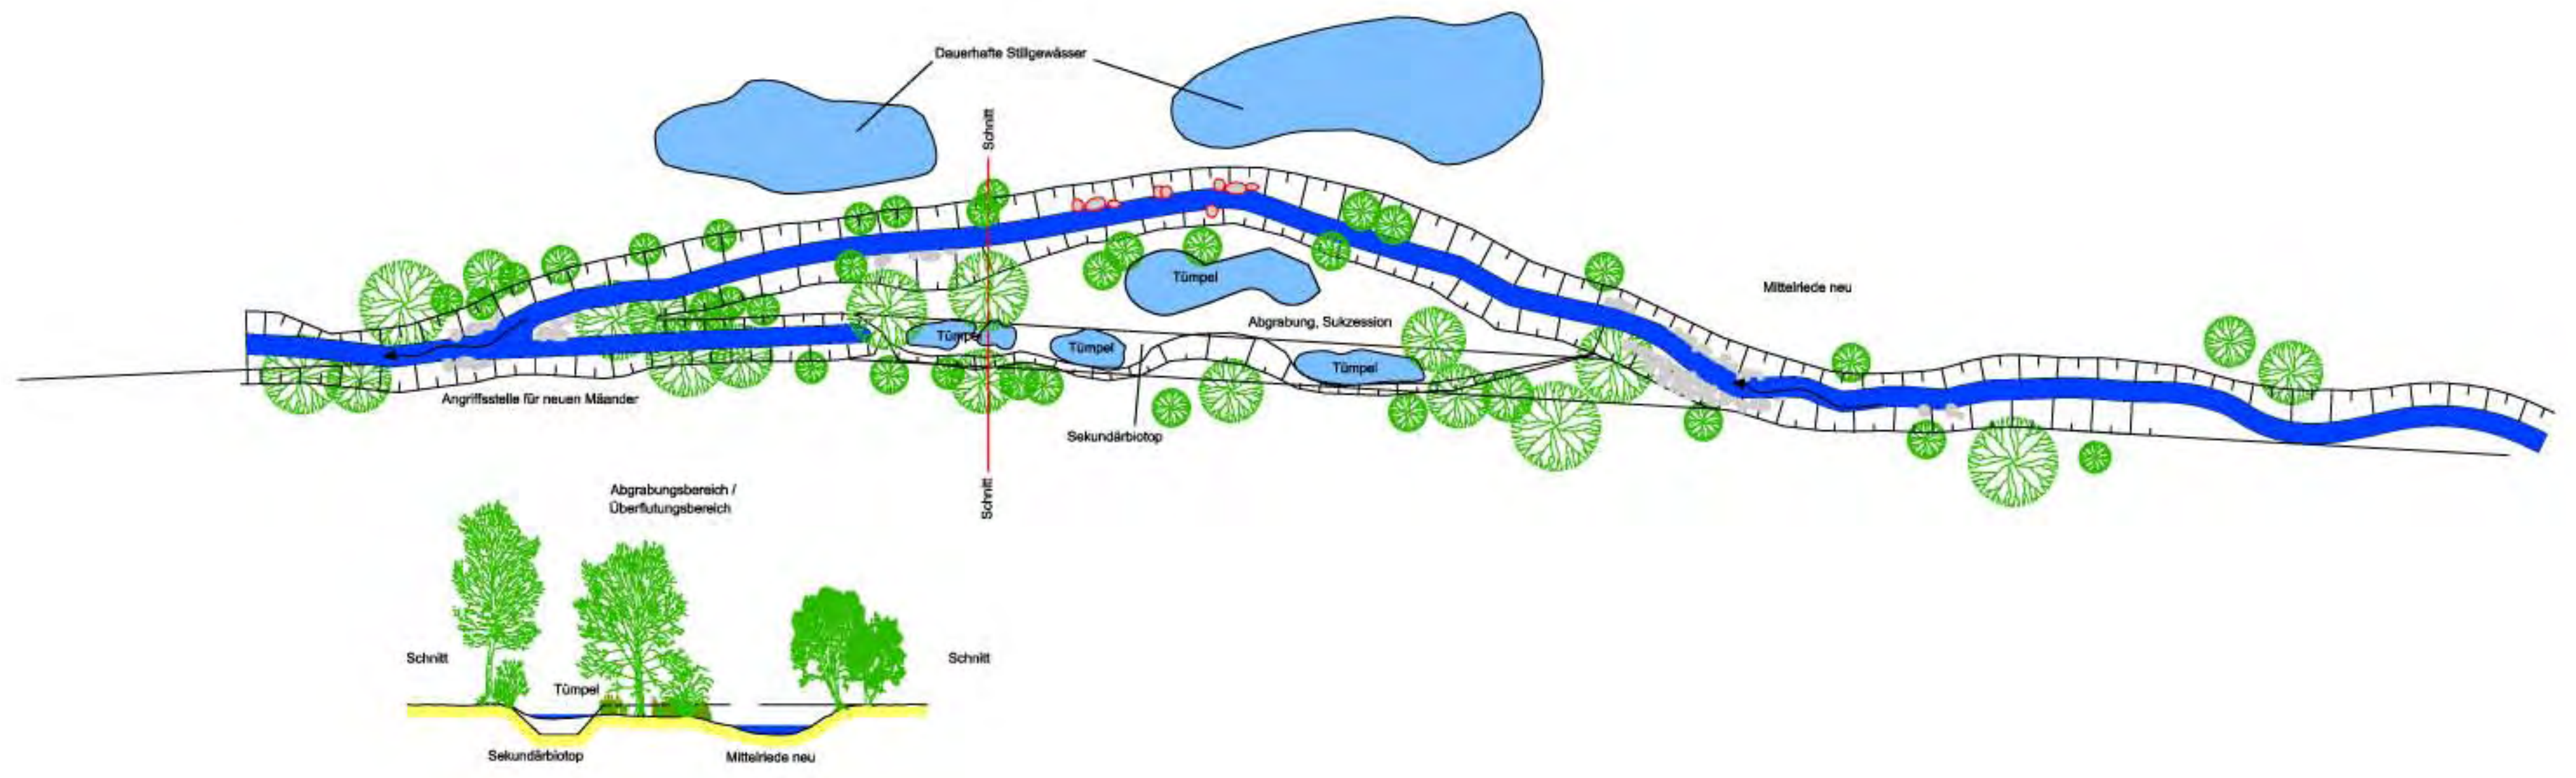 Dauerhafte Stillgewässer
Schnitt
Tümpel
Mittelriede neu
Abgrabung, Sukzession
Tümpel
Tümpel
Tümpel
Angriffsstelle für neuen Mäander
Sekundärbiotop
Schnitt
Abgrabungsbereich /
Überflutungsbereich
Schnitt
Schnitt
Tümpel
Sekundärbiotop
Mittelriede neu